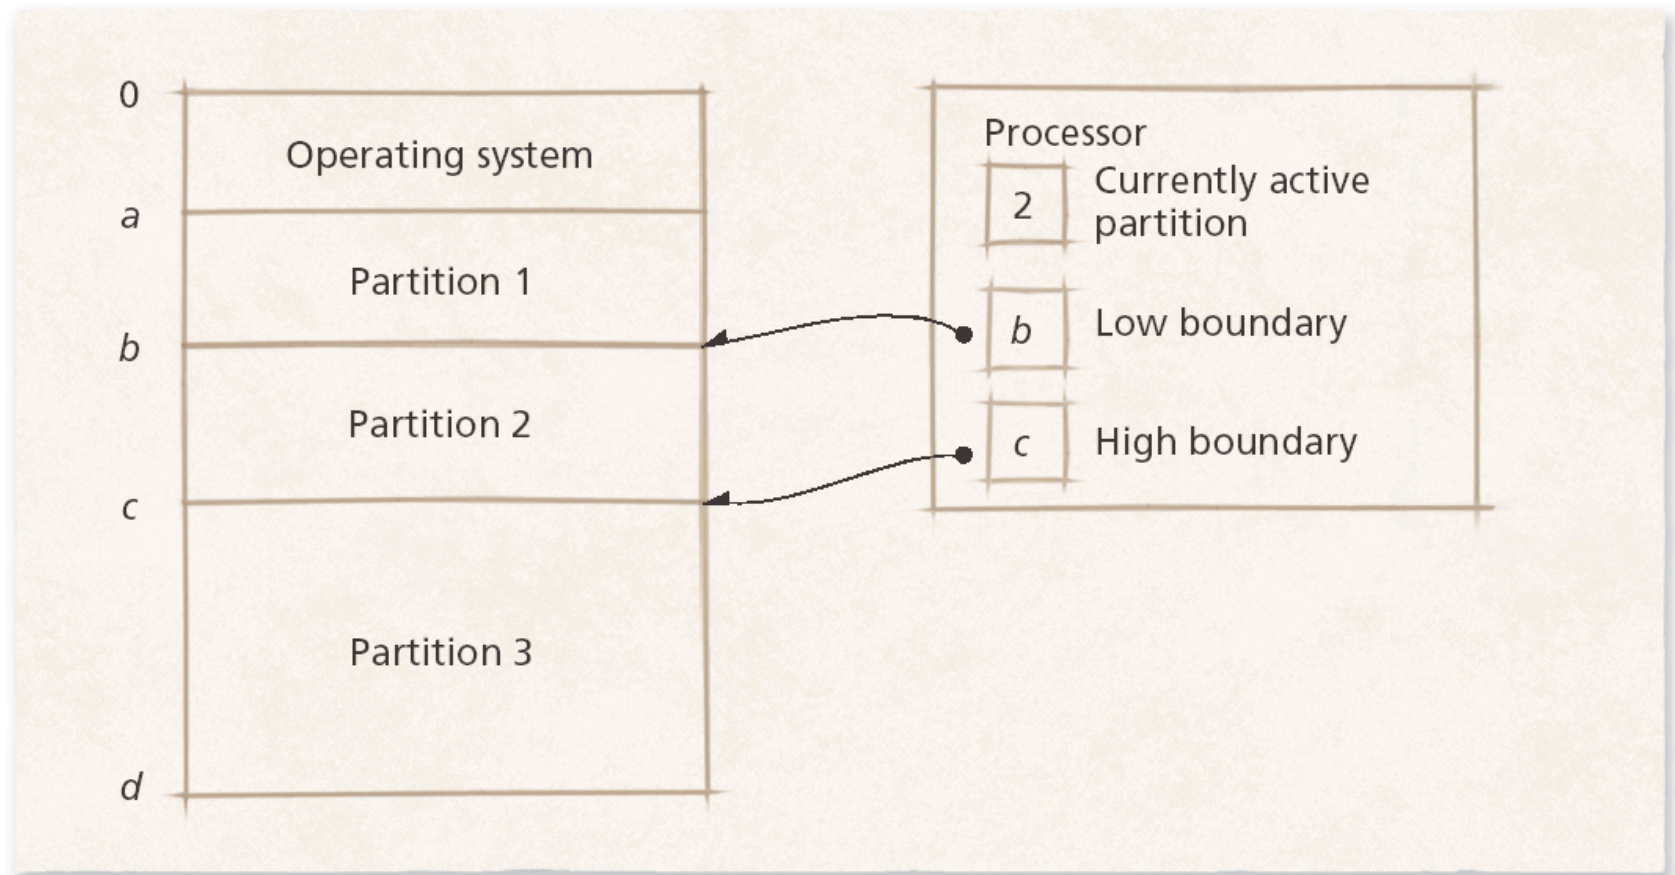 0
Operating system
a
Partition 1
b
Partition 2
c
Partition 3
d
Processor
2
Currently active
partition
b
Low boundary
c
High boundary